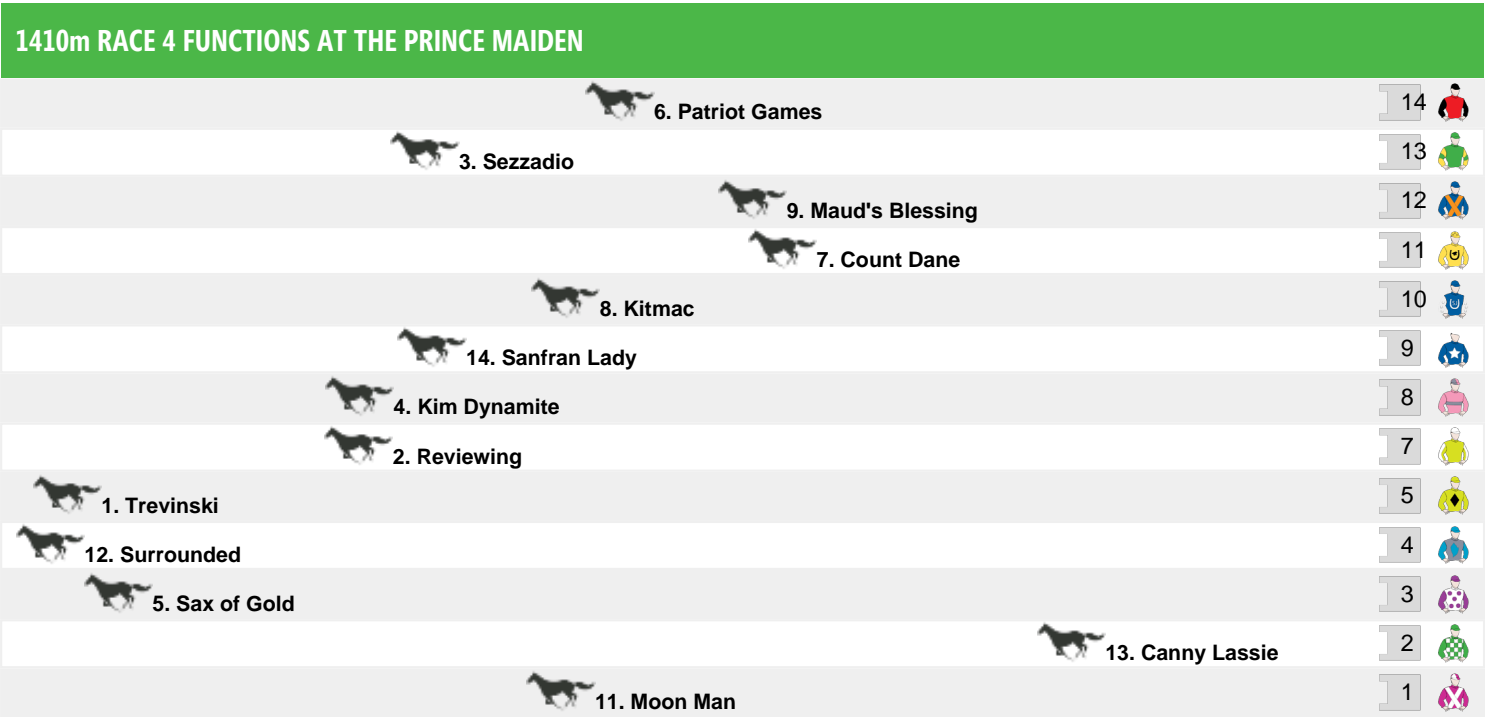 1410m RACE 4 FUNCTIONS AT THE PRINCE MAIDEN
6. Patriot Games 14
3. Sezzadio 13
9. Maud's Blessing 12
7. Count Dane 11
8. Kitmac 10
14. Sanfran Lady 9
4. Kim Dynamite 8
2. Reviewing 7
1. Trevinski 5
12. Surrounded 4
5. Sax of Gold 3
13. Canny Lassie 2
11. Moon Man 1